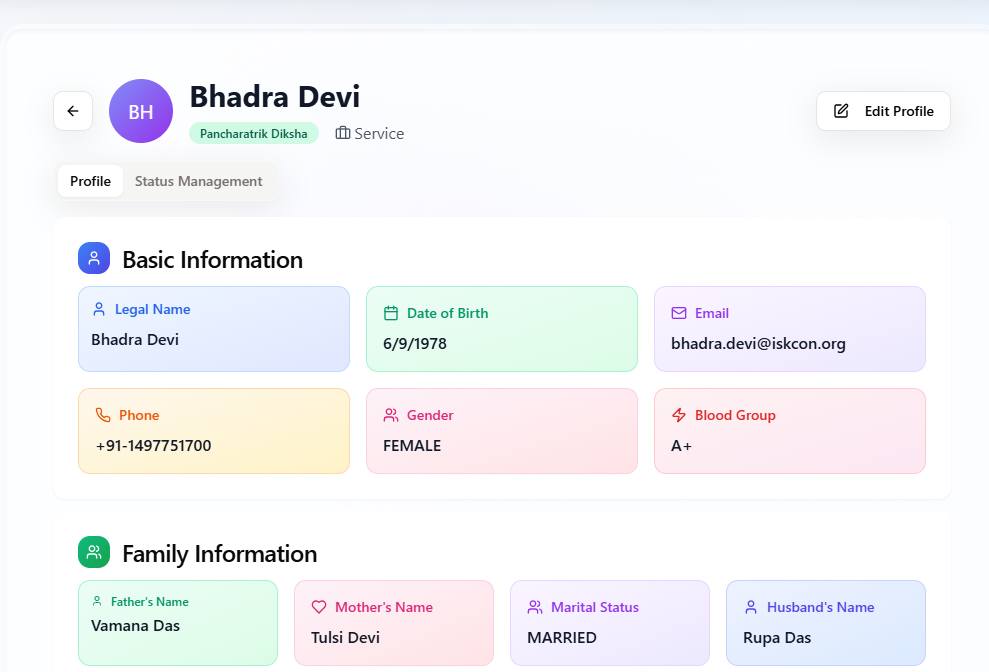 BH
Bhadra Devi
Pancharatrik Diksha
Service
Edit Profile
Profile
Status Management
Basic Information
Legal Name
Bhadra Devi
Date of Birth
6/9/1978
Email
bhadra.devi@iskcon.org
Phone
+91-1497751700
Gender
FEMALE
Blood Group
A+
Family Information
Father's Name
Vamana Das
Mother's Name
Tulsi Devi
Marital Status
MARRIED
Husband's Name
Rupa Das